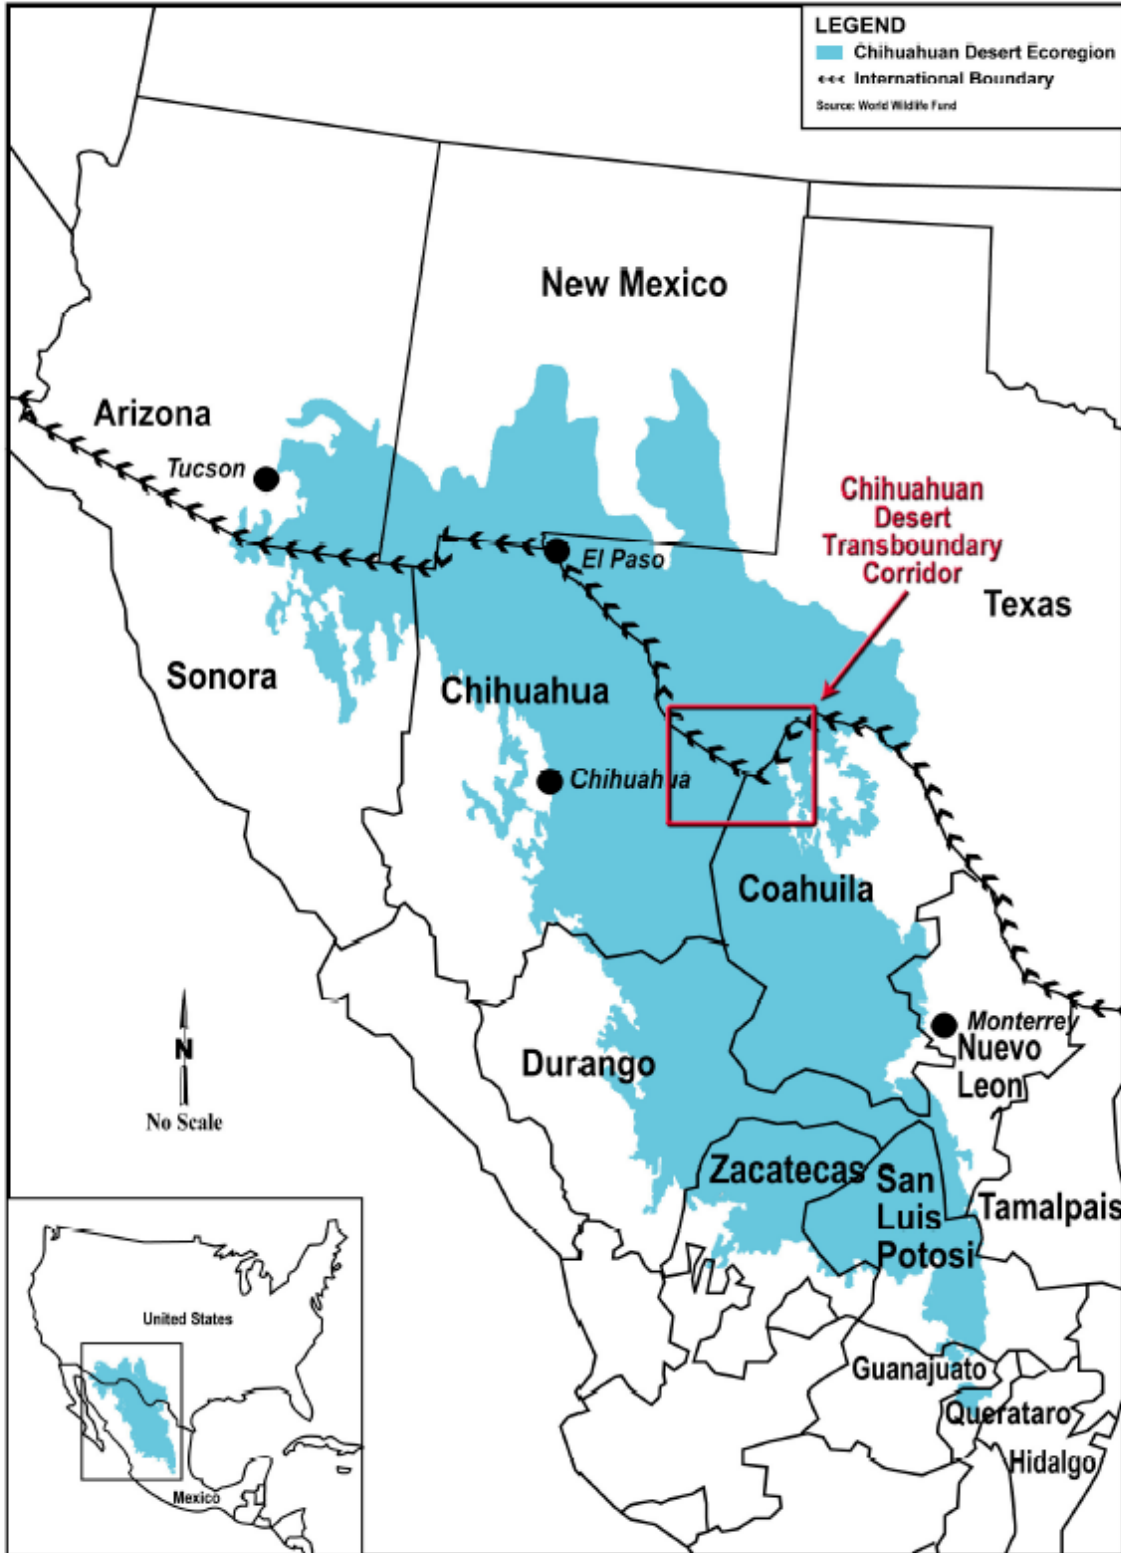 LEGEND
Chihuahuan Desert Ecoregion
International Boundary
Source: World Wildlife Fund
New Mexico
Arizona
Tucson
Chihuahuan
Desert
Transboundary
Corridor
El Paso
Texas
Sonora
Chihuahua
Chihuahua
Coahuila
Monterrey
Nuevo
Leon
Durango
N
No Scale
Zacatecas
San
Luis
Potosi
Tamalpais
United States
Mexico
Guanajuato
Querataro
Hidalgo